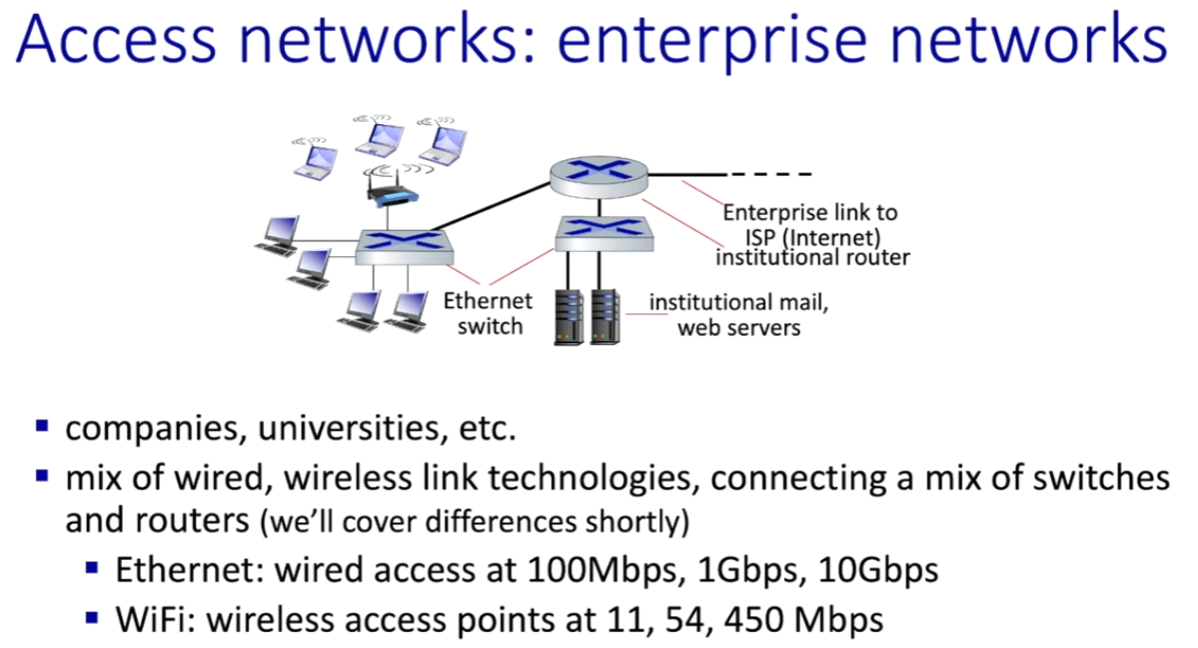 Access networks: enterprise networks
Enterprise link to
ISP (Internet)
institutional router
Ethernet
switch
institutional mail,
web servers
▪ companies, universities, etc.
▪ mix of wired, wireless link technologies, connecting a mix of switches
and routers (we’ll cover differences shortly)
▪ Ethernet: wired access at 100Mbps, 1Gbps, 10Gbps
▪ WiFi: wireless access points at 11, 54, 450 Mbps